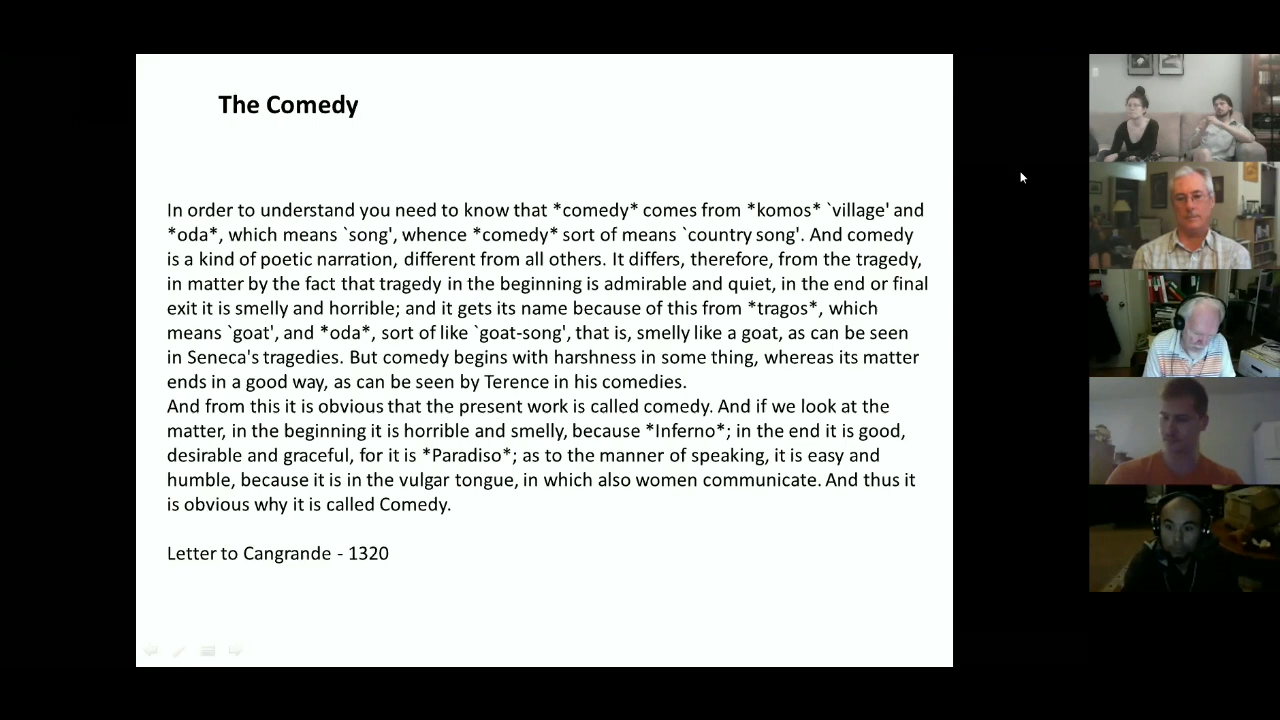 The Comedy
In order to understand you need to know that *comedy* comes from *komos* `village' and
*oda*, which means `song', whence *comedy* sort of means `country song'. And comedy
is a kind of poetic narration, different from all others. It differs, therefore, from the tragedy,
in matter by the fact that tragedy in the beginning is admirable and quiet, in the end or final
exit it is smelly and horrible; and it gets its name because of this from *tragos*, which
means `goat', and *oda*, sort of like `goat-song', that is, smelly like a goat, as can be seen
in Seneca's tragedies. But comedy begins with harshness in some thing, whereas its matter
ends in a good way, as can be seen by Terence in his comedies.
And from this it is obvious that the present work is called comedy. And if we look at the
matter, in the beginning it is horrible and smelly, because *Inferno*; in the end it is good,
desirable and graceful, for it is *Paradiso*; as to the manner of speaking, it is easy and
humble, because it is in the vulgar tongue, in which also women communicate. And thus it
is obvious why it is called Comedy.
Letter to Cangrande - 1320